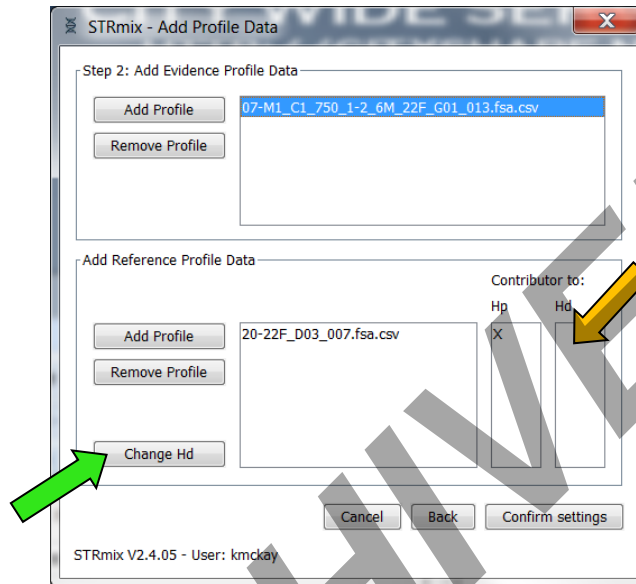 STRmix - Add Profile Data
X
Step 2: Add Evidence Profile Data
Add Profile
07-M1_C1_750_1-2_6M_22F_G01_013.fsa.csv
Remove Profile
Add Reference Profile Data
Contributor to:
Hp Hd
Add Profile
20-22F_D03_007.fsa.csv
X
Remove Profile
Change Hd
Cancel Back Confirm settings
STRmix V2.4.05 - User: kmckay